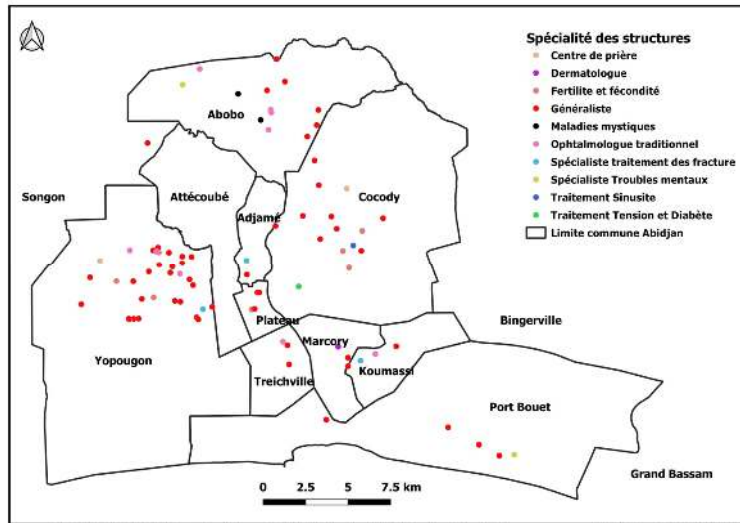 Spécialité des structures
Centre de prière
Dermatologue
Fertilite et fécondité
Généraliste
Maladies mystiques
Ophtalmologue traditionnel
Spécialiste traitement des fracture
Spécialiste Troubles mentaux
Traitement Sinusite
Traitement Tension et Diabète
Limite commune Abidjan
Abobo
Songon
Attécoubé
Adjamé
Cocody
Yopougon
Plateau
Marcory
Bingerville
Treichville
Koumassi
Port Bouet
Grand Bassam
0 2.5 5 7.5 km